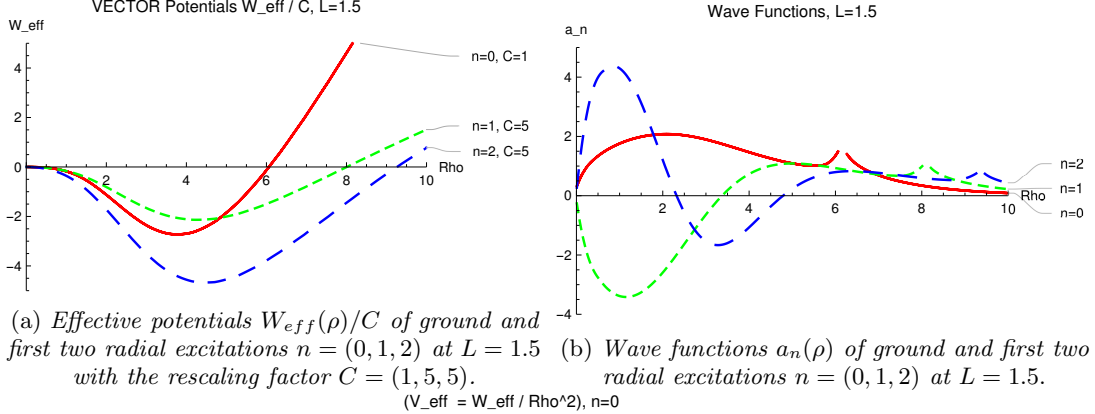 VECTOR Potentials W_eff / C, L=1.5
W_eff
4
2
0
−2
−4
2
4
6
8
10
Rho
n=0, C=1
n=1, C=5
n=2, C=5
(a) Effective potentials W_{eff}(ρ)/C of ground and
first two radial excitations n = (0, 1, 2) at L = 1.5
with the rescaling factor C = (1, 5, 5).
Wave Functions, L=1.5
a_n
4
2
0
−2
−4
2
4
6
8
10
Rho
n=2
n=1
n=0
(b) Wave functions a_n(ρ) of ground and first two
radial excitations n = (0, 1, 2) at L = 1.5.
(V_eff = W_eff / Rho^2), n=0